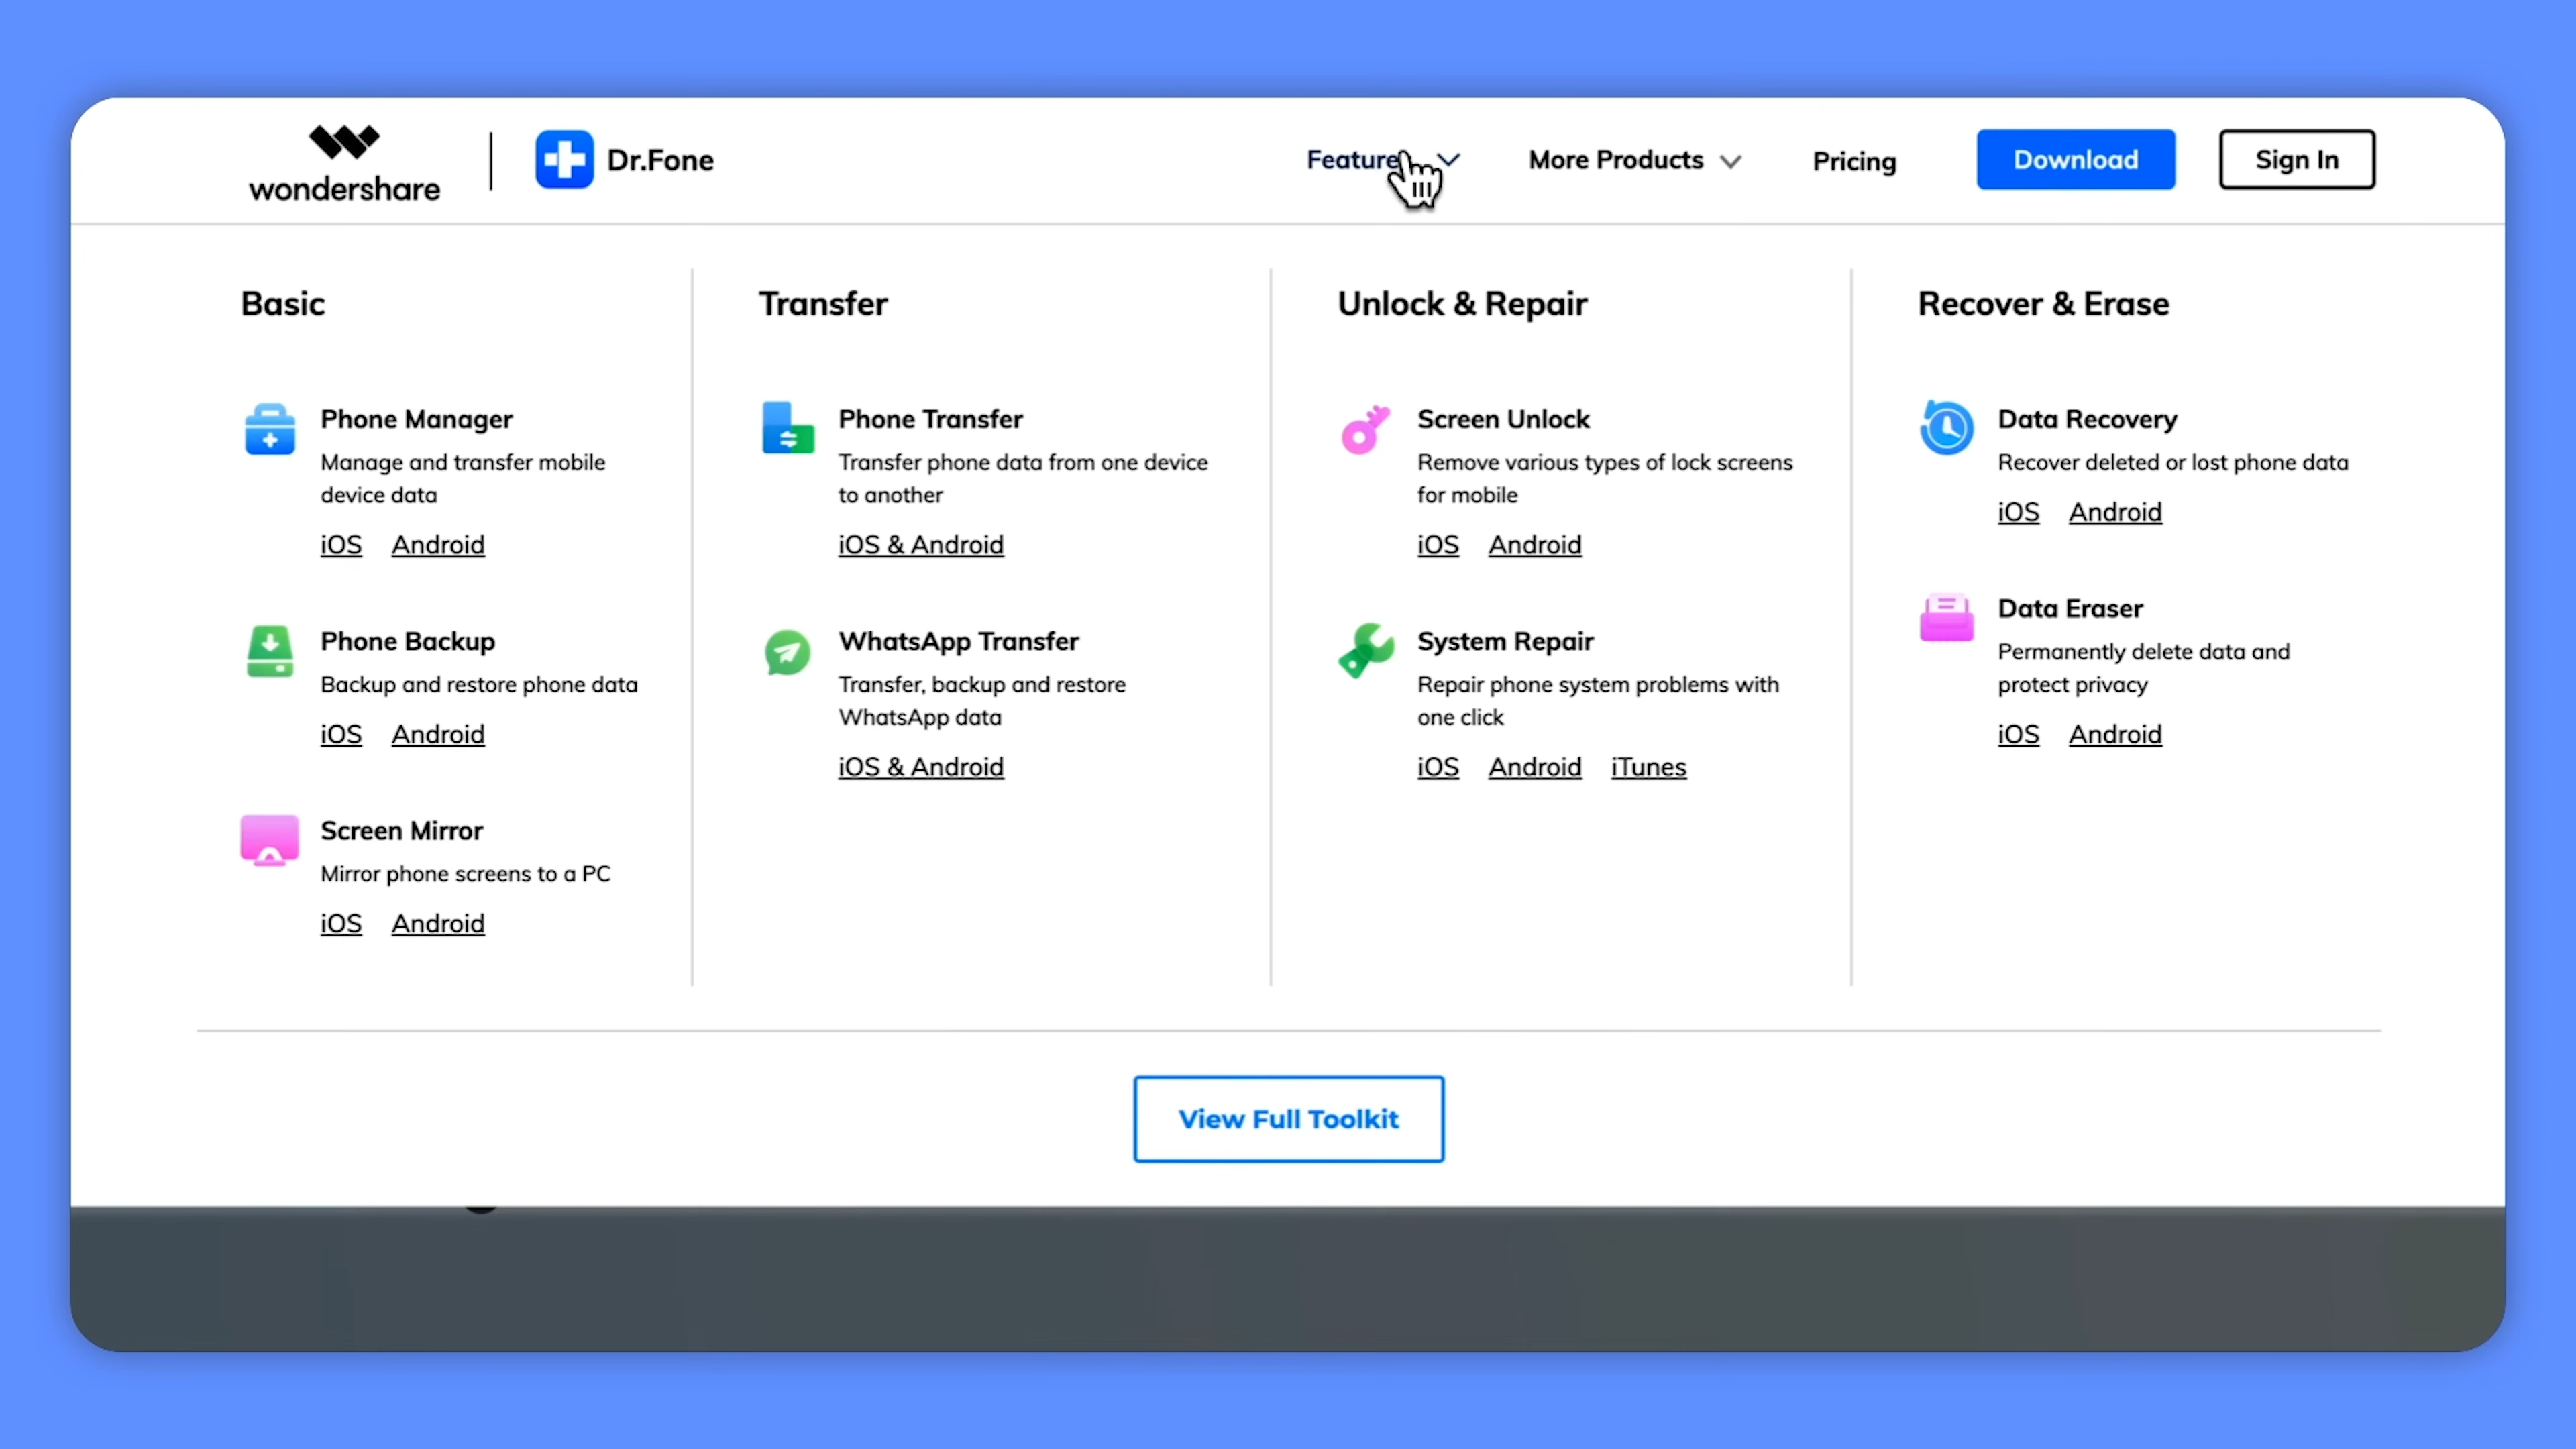 wondershare
Dr.Fone
Feature
More Products
Pricing
Download
Sign In
Basic
Phone Manager
Manage and transfer mobile
device data
iOS Android
Phone Backup
Backup and restore phone data
iOS Android
Screen Mirror
Mirror phone screens to a PC
iOS Android
Transfer
Phone Transfer
Transfer phone data from one device
to another
iOS & Android
WhatsApp Transfer
Transfer, backup and restore
WhatsApp data
iOS & Android
Unlock & Repair
Screen Unlock
Remove various types of lock screens
for mobile
iOS Android
System Repair
Repair phone system problems with
one click
iOS Android iTunes
Recover & Erase
Data Recovery
Recover deleted or lost phone data
iOS Android
Data Eraser
Permanently delete data and
protect privacy
iOS Android
View Full Toolkit